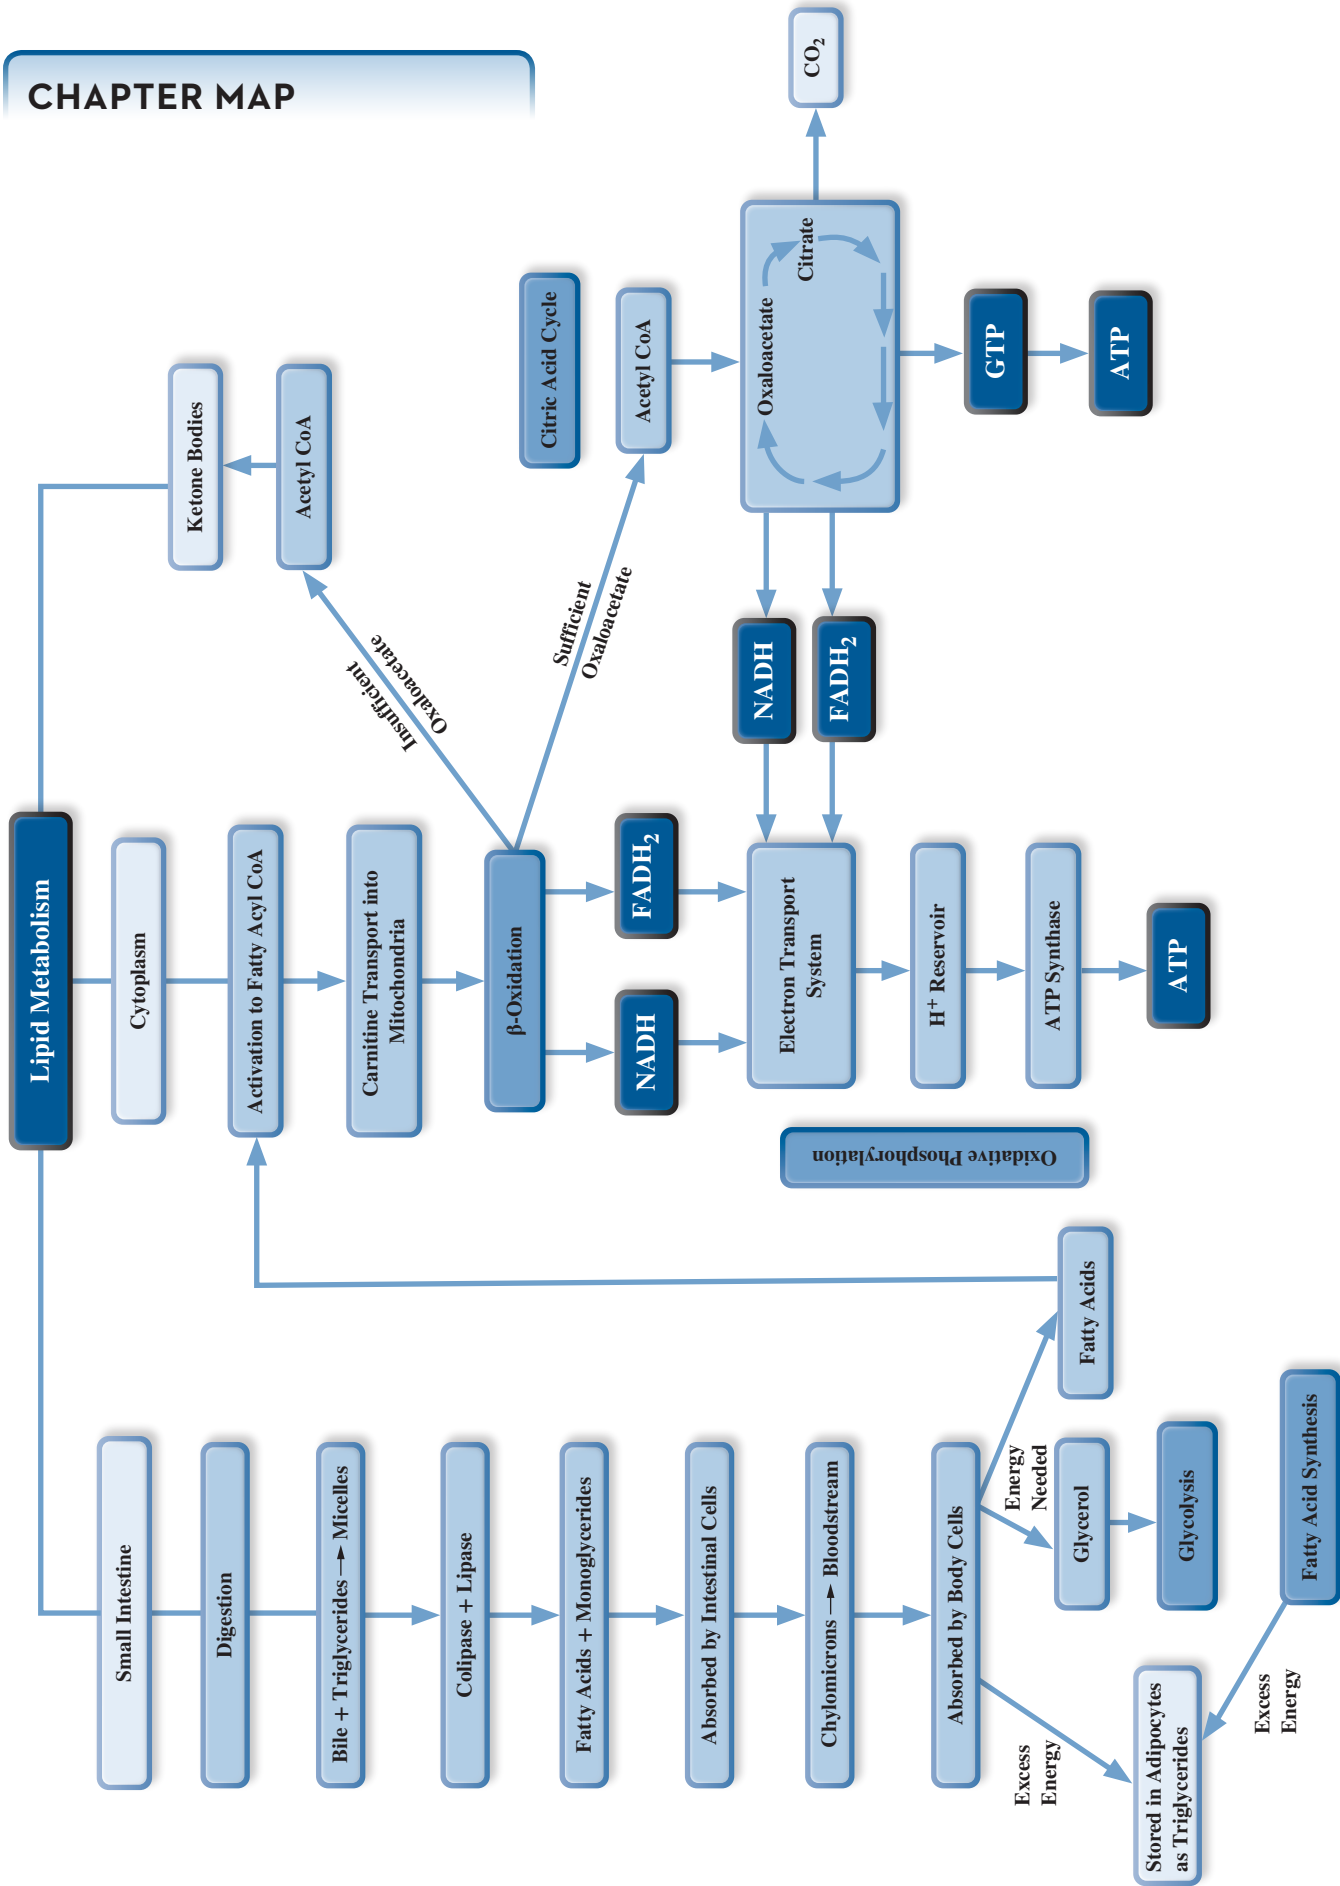 CHAPTER MAP
Lipid Metabolism
Small Intestine
Digestion
Bile + Triglycerides → Micelles
Colipase + Lipase
Fatty Acids + Monoglycerides
Absorbed by Intestinal Cells
Chylomicrons → Bloodstream
Absorbed by Body Cells
Excess
Energy
Stored in Adipocytes
as Triglycerides
Energy
Needed
Glycerol
Glycolysis
Fatty Acids
Excess
Energy
Fatty Acid Synthesis
Cytoplasm
Activation to Fatty Acyl CoA
Carnitine Transport into
Mitochondria
β-Oxidation
NADH
FADH₂
Oxidative Phosphorylation
Electron Transport
System
H⁺ Reservoir
ATP Synthase
ATP
Insufficient
Oxaloacetate
Acetyl CoA
Ketone Bodies
Sufficient
Oxaloacetate
Citric Acid Cycle
Acetyl CoA
Oxaloacetate
Citrate
CO₂
NADH
FADH₂
GTP
ATP